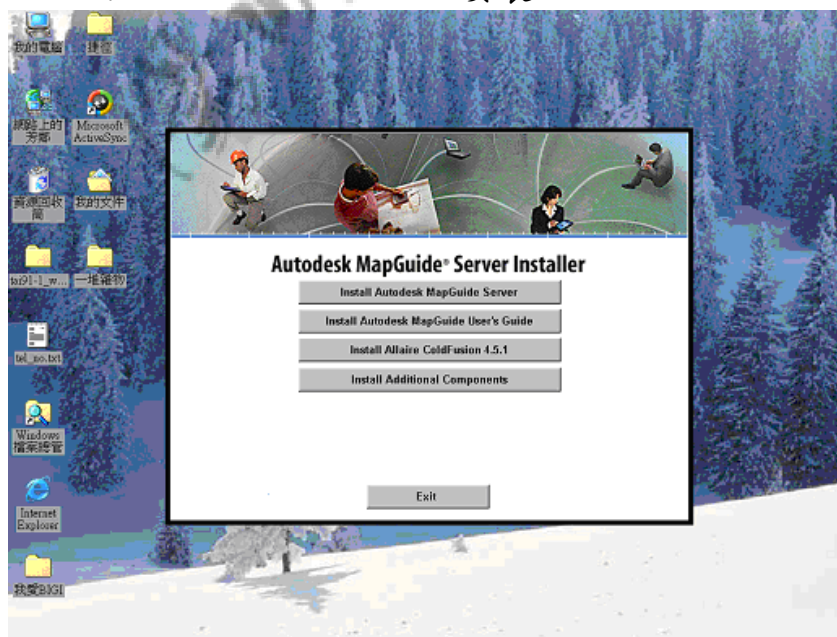 我的電腦
捷徑
網路上的
芳鄰
Microsoft
ActiveSync
資源回收
筒
我的文件
tai91-1_w...
一堆雜物
tel_no.txt
Windows
檔案總管
Internet
Explorer
我愛BIGI
Autodesk MapGuide® Server Installer
Install Autodesk MapGuide Server
Install Autodesk MapGuide User's Guide
Install Allaire ColdFusion 4.5.1
Install Additional Components
Exit